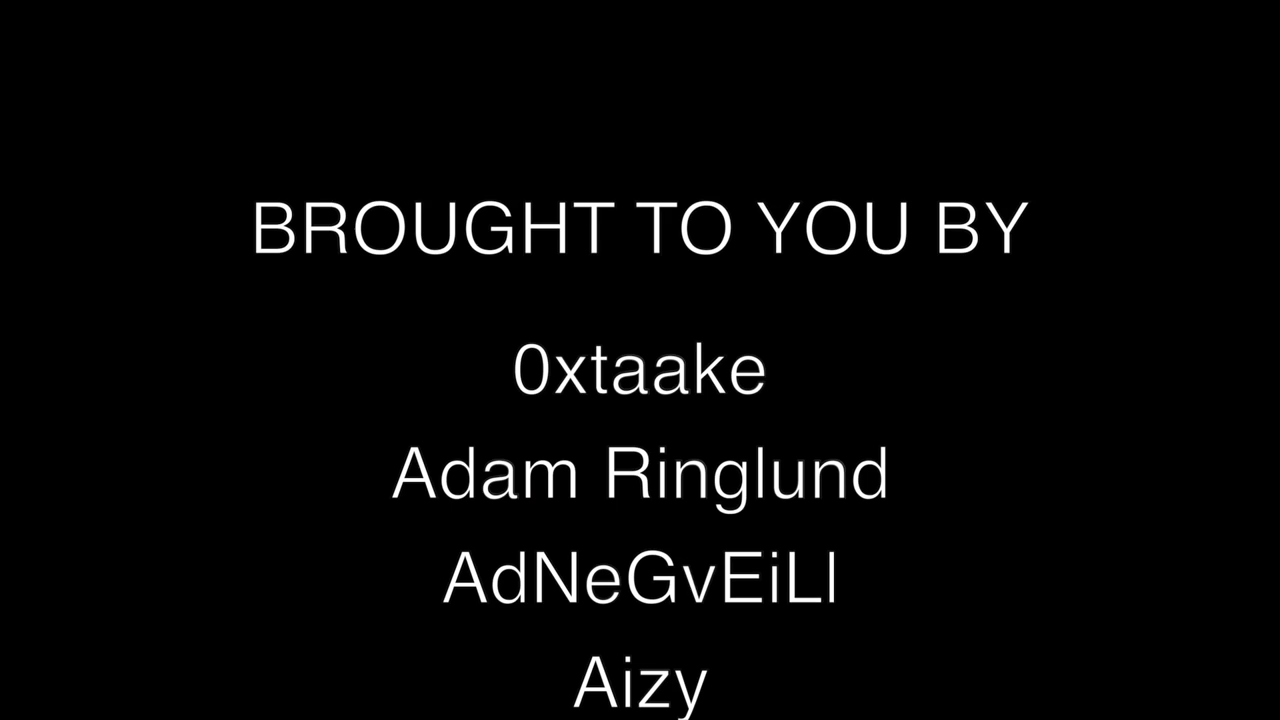 BROUGHT TO YOU BY
0xtaake
Adam Ringlund
AdNeGvEiLl
Aizy